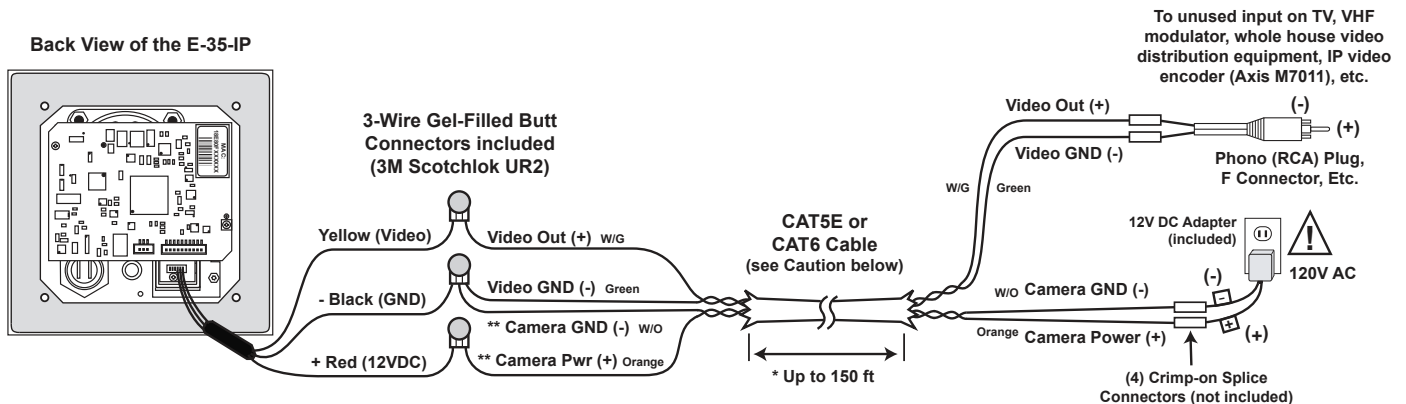 Back View of the E-35-IP
MAC:
3-Wire Gel-Filled Butt
Connectors included
(3M Scotchlok UR2)
Yellow (Video)
- Black (GND)
+ Red (12VDC)
Video Out (+) W/G
Video GND (-) Green
** Camera GND (-) W/O
** Camera Pwr (+) Orange
CAT5E or
CAT6 Cable
(see Caution below)
* Up to 150 ft
To unused input on TV, VHF
modulator, whole house video
distribution equipment, IP video
encoder (Axis M7011), etc.
Video Out (+)
Video GND (-)
W/G
Green
(-)
(+)
Phono (RCA) Plug,
F Connector, Etc.
12V DC Adapter
(included)
!
120V AC
W/O Camera GND (-)
Orange Camera Power (+)
(-)
-
+
(+)
(4) Crimp-on Splice
Connectors (not included)